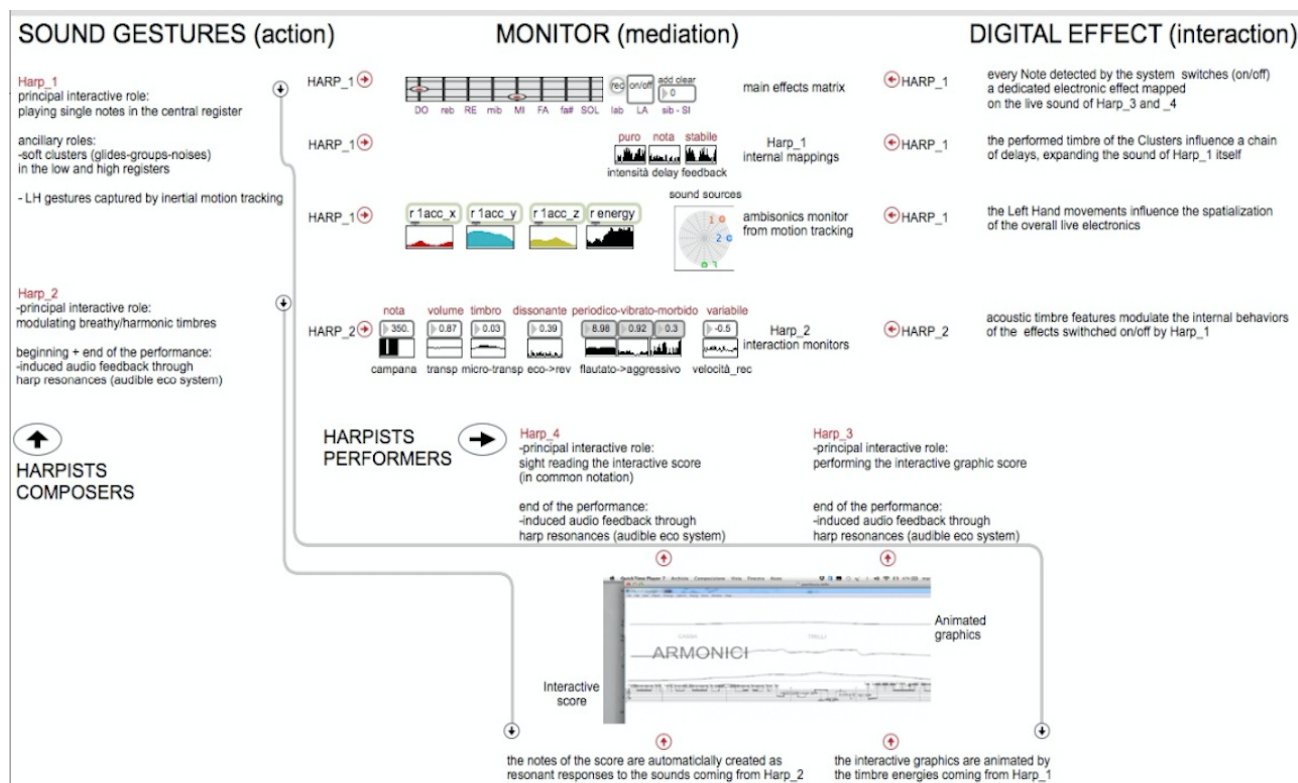 SOUND GESTURES (action)
MONITOR (mediation)
DIGITAL EFFECT (interaction)
Harp_1
principal interactive role:
playing single notes in the central register
ancillary roles:
-soft clusters (glides-groups-noises)
in the low and high registers
- LH gestures captured by inertial motion tracking
Harp_2
-principal interactive role:
modulating breathy/harmonic timbres
beginning + end of the performance:
-induced audio feedback through
harp resonances (audible eco system)
HARPISTS
COMPOSERS
HARP_1
rec
on/off
add clear
0
DO reb RE mib MI FA fa# SOL lab LA sib - SI
main effects matrix
HARP_1
every Note detected by the system switches (on/off)
a dedicated electronic effect mapped
on the live sound of Harp_3 and _4
HARP_1
puro nota stabile
intensità delay feedback
Harp_1
internal mappings
HARP_1
the performed timbre of the Clusters influence a chain
of delays, expanding the sound of Harp_1 itself
HARP_1
r 1acc_x r 1acc_y r 1acc_z r energy
sound sources
1
2
3
ambisonics monitor
from motion tracking
HARP_1
the Left Hand movements influence the spatialization
of the overall live electronics
HARP_2
nota volume timbro dissonante periodico-vibrato-morbido variabile
350. 0.87 0.03 0.39 8.98 0.92 0.3 -0.5
campana transp micro-transp eco->rev flautato->aggressivo velocità_rec
Harp_2
interaction monitors
HARP_2
acoustic timbre features modulate the internal behaviors
of the effects swithched on/off by Harp_1
HARPISTS
PERFORMERS
Harp_4
-principal interactive role:
sight reading the interactive score
(in common notation)
end of the performance:
-induced audio feedback through
harp resonances (audible eco system)
Harp_3
-principal interactive role:
performing the interactive graphic score
end of the performance:
-induced audio feedback through
harp resonances (audible eco system)
QuickTime Player 7 Archivio Composizione Vista Finestra Aiuto
TRILLI
ARMONICI
Animated
graphics
Interactive
score
the notes of the score are automaticlally created as
resonant responses to the sounds coming from Harp_2
the interactive graphics are animated by
the timbre energies coming from Harp_1